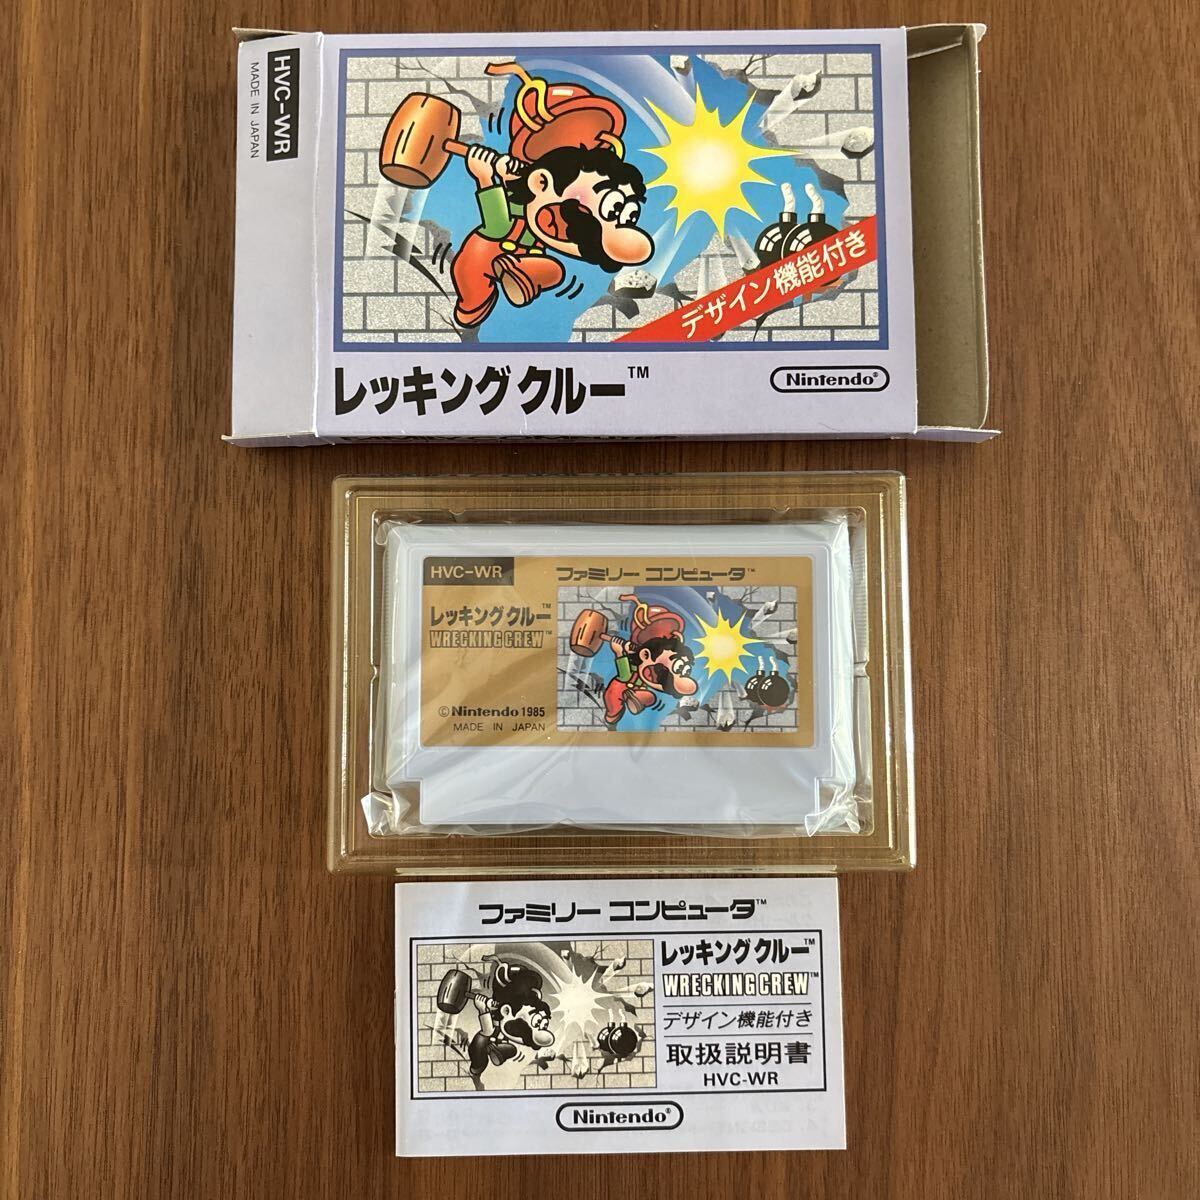 HVC-WR
MADE IN JAPAN
デザイン機能付き
レッキングクルー™
Nintendo®
HVC-WR
ファミリー コンピュータ™
レッキングクルー™
WRECKING CREW™
©Nintendo 1985
MADE IN JAPAN
ファミリー コンピュータ™
レッキングクルー™
WRECKING CREW™
デザイン機能付き
取扱説明書
HVC-WR
Nintendo®